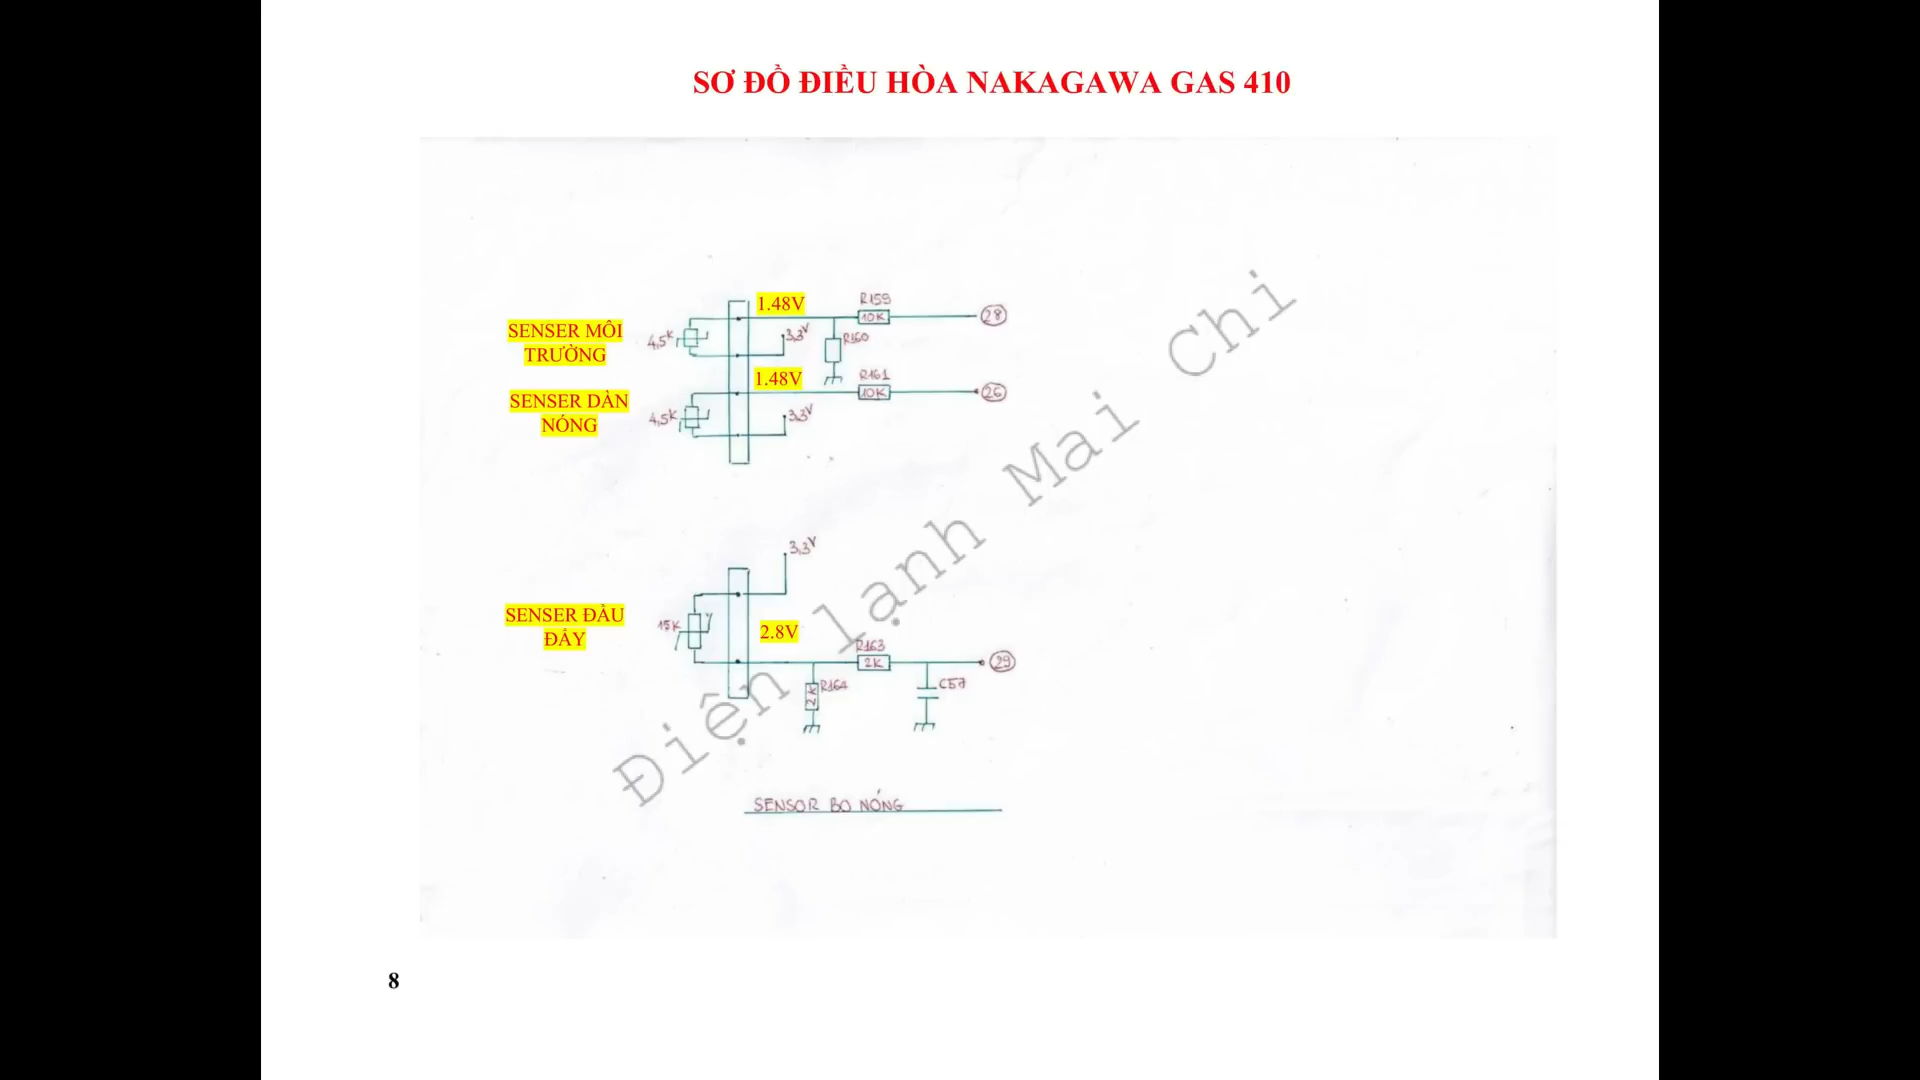 SƠ ĐỒ ĐIỀU HÒA NAKAGAWA GAS 410
1.48V
R159
10K
28
SENSER MÔI
TRƯỜNG
4,5K
3,3V
R160
1.48V
R161
10K
26
SENSER DÀN
NÓNG
4,5K
3,3V
3,3V
SENSER ĐẦU
ĐẨY
15K
2.8V
R163
2K
29
R164
2K
C57
SENSOR BO NÓNG
Điện lạnh Mai Chi
8